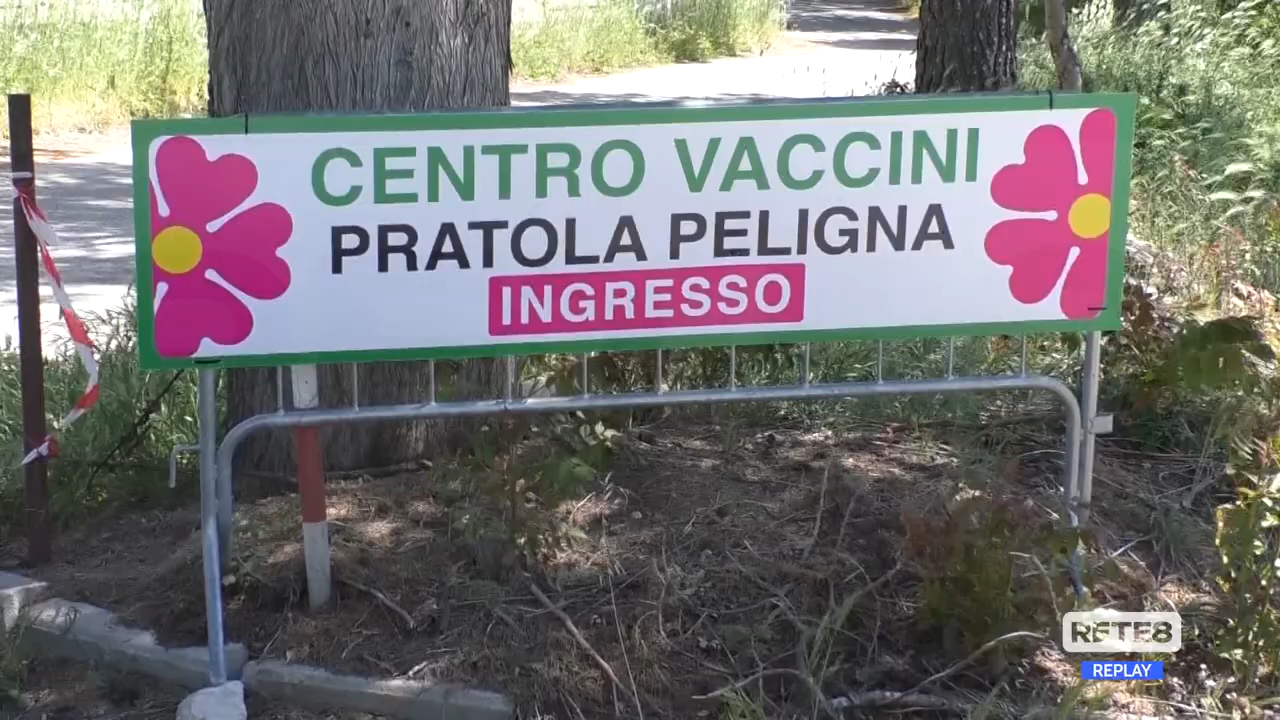 CENTRO VACCINI
PRATOLA PELIGNA
INGRESSO
RETE8
REPLAY